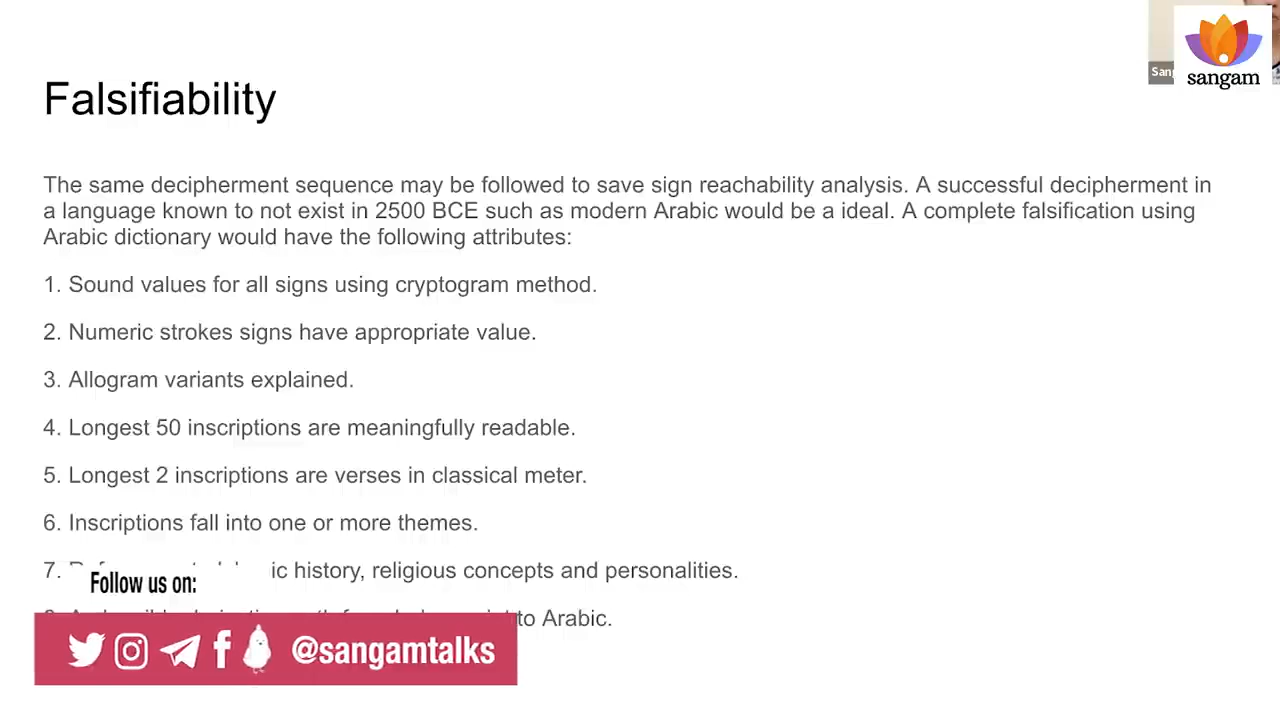 Sang
sangam
Falsifiability
The same decipherment sequence may be followed to save sign reachability analysis. A successful decipherment in
a language known to not exist in 2500 BCE such as modern Arabic would be a ideal. A complete falsification using
Arabic dictionary would have the following attributes:
1. Sound values for all signs using cryptogram method.
2. Numeric strokes signs have appropriate value.
3. Allogram variants explained.
4. Longest 50 inscriptions are meaningfully readable.
5. Longest 2 inscriptions are verses in classical meter.
6. Inscriptions fall into one or more themes.
7. ic history, religious concepts and personalities.
Follow us on:
to Arabic.
@sangamtalks